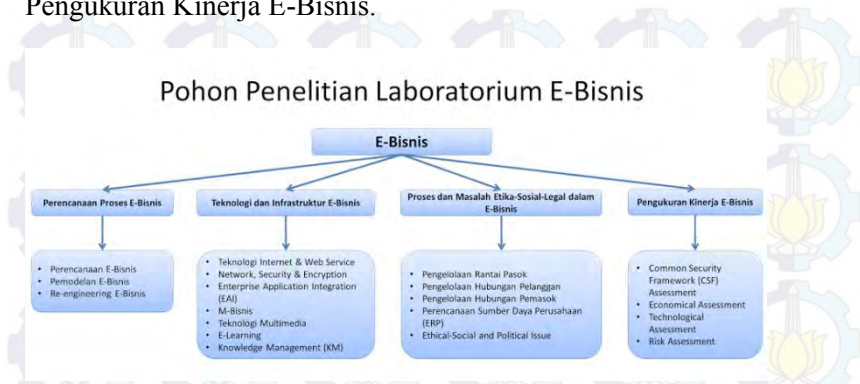 Pengukuran Kinerja E-Bisnis.
Pohon Penelitian Laboratorium E-Bisnis
E-Bisnis
Perencanaan Proses E-Bisnis
Teknologi dan Infrastruktur E-Bisnis
Proses dan Masalah Etika-Sosial-Legal dalam
E-Bisnis
Pengukuran Kinerja E-Bisnis
• Perencanaan E-Bisnis
• Pemodelan E-Bisnis
• Re-engineering E-Bisnis
• Teknologi Internet & Web Service
• Network, Security & Encryption
• Enterprise Application Integration
(EAI)
• M-Bisnis
• Teknologi Multimedia
• E-Learning
• Knowledge Management (KM)
• Pengelolaan Rantai Pasok
• Pengelolaan Hubungan Pelanggan
• Pengelolaan Hubungan Pemasok
• Perencanaan Sumber Daya Perusahaan
(ERP)
• Ethical-Social and Political Issue
• Common Security
Framework (CSF)
Assessment
• Economical Assessment
• Technological
Assessment
• Risk Assessment